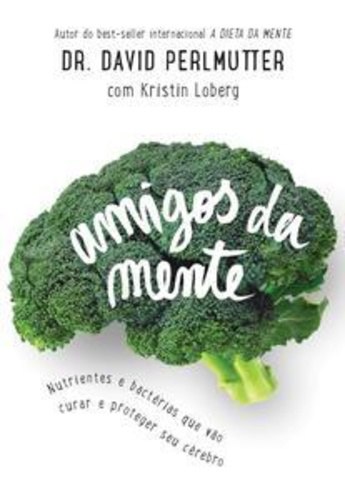 Autor do best-seller internacional A DIETA DA MENTE
DR. DAVID PERLMUTTER
com Kristin Loberg
amigos da
mente
Nutrientes e bactérias que vão
curar e proteger seu cérebro